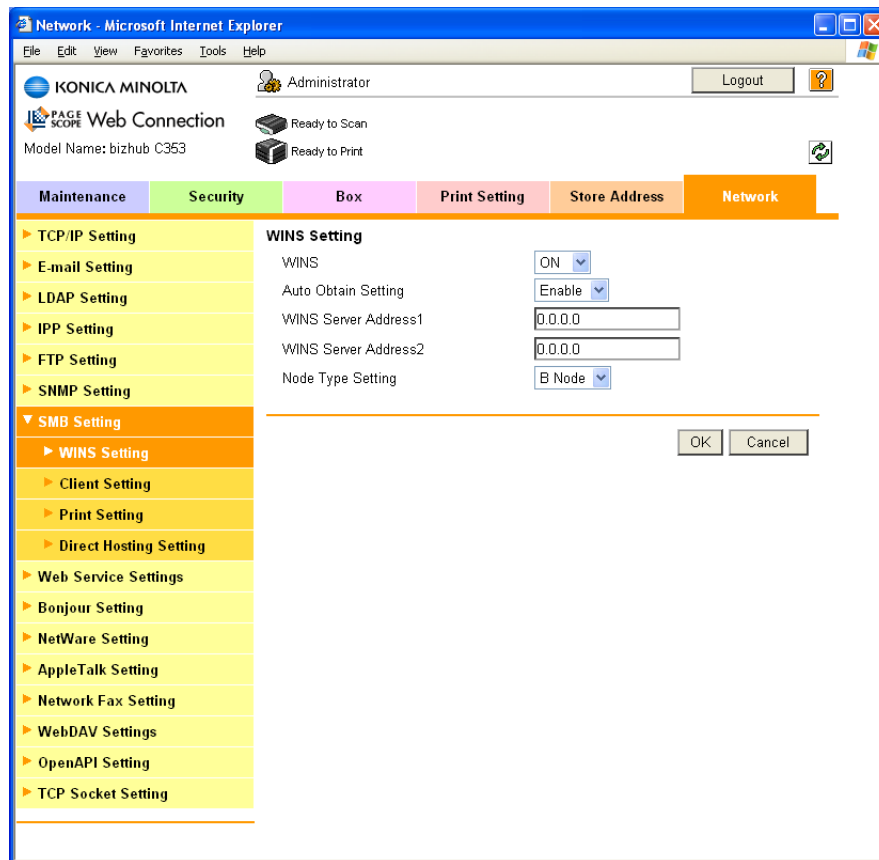 Network - Microsoft Internet Explorer
File Edit View Favorites Tools Help
KONICA MINOLTA
Administrator
Logout
?
PAGE SCOPE Web Connection
Ready to Scan
Model Name: bizhub C353
Ready to Print
Maintenance Security Box Print Setting Store Address Network
TCP/IP Setting
E-mail Setting
LDAP Setting
IPP Setting
FTP Setting
SNMP Setting
SMB Setting
WINS Setting
Client Setting
Print Setting
Direct Hosting Setting
Web Service Settings
Bonjour Setting
NetWare Setting
AppleTalk Setting
Network Fax Setting
WebDAV Settings
OpenAPI Setting
TCP Socket Setting
WINS Setting
WINS ON
Auto Obtain Setting Enable
WINS Server Address1 0.0.0.0
WINS Server Address2 0.0.0.0
Node Type Setting B Node
OK Cancel